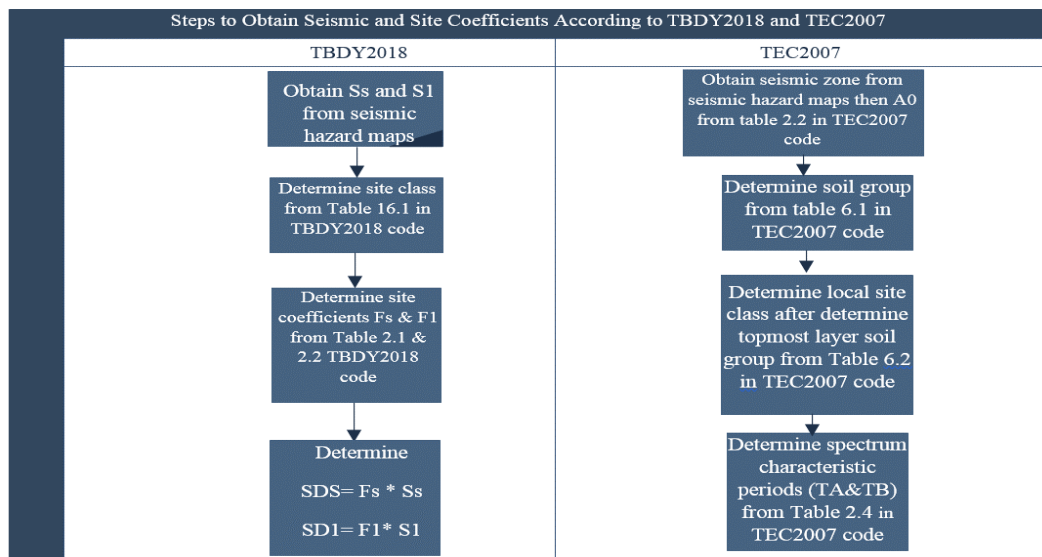 Steps to Obtain Seismic and Site Coefficients According to TBDY2018 and TEC2007
TBDY2018
Obtain Ss and S1
from seismic
hazard maps
Determine site class
from Table 16.1 in
TBDY2018 code
Determine site
coefficients Fs & F1
from Table 2.1 &
2.2 TBDY2018
code
Determine
SDS= Fs * Ss
SD1= F1* S1
TEC2007
Obtain seismic zone from
seismic hazard maps then A0
from table 2.2 in TEC2007
code
Determine soil group
from table 6.1 in
TEC2007 code
Determine local site
class after determine
topmost layer soil
group from Table 6.2
in TEC2007 code
Determine spectrum
characteristic
periods (TA&TB)
from Table 2.4 in
TEC2007 code